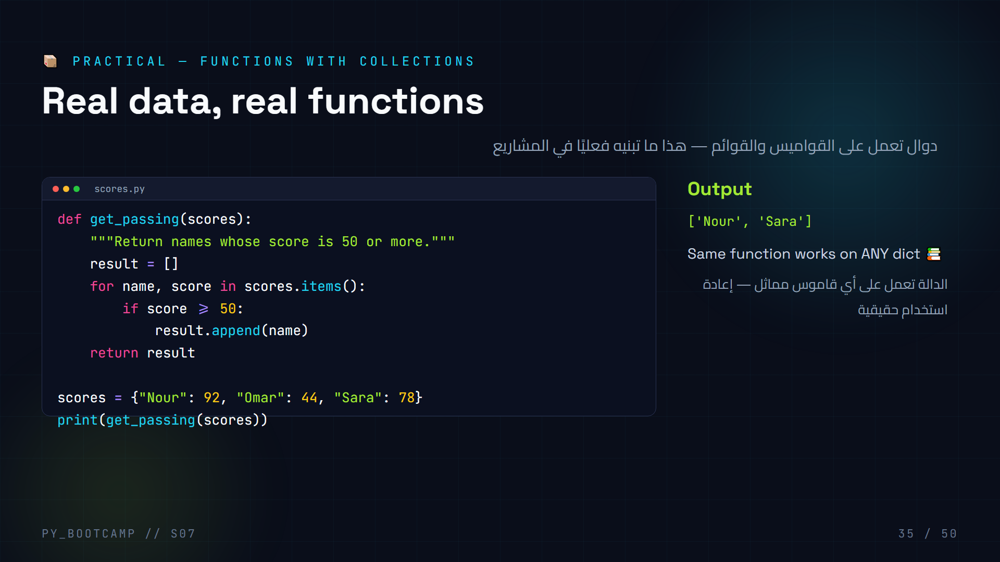 📦 PRACTICAL — FUNCTIONS WITH COLLECTIONS
Real data, real functions
دوال تعمل على القواميس والقوائم — هذا ما تبنيه فعليًا في المشاريع
scores.py
def get_passing(scores):
    """Return names whose score is 50 or more."""
    result = []
    for name, score in scores.items():
        if score >= 50:
            result.append(name)
    return result

scores = {"Nour": 92, "Omar": 44, "Sara": 78}
print(get_passing(scores))
Output
['Nour', 'Sara']
Same function works on ANY dict 📚
الدالة تعمل على أي قاموس مماثل — إعادة
استخدام حقيقية
PY_BOOTCAMP // S07
35 / 50